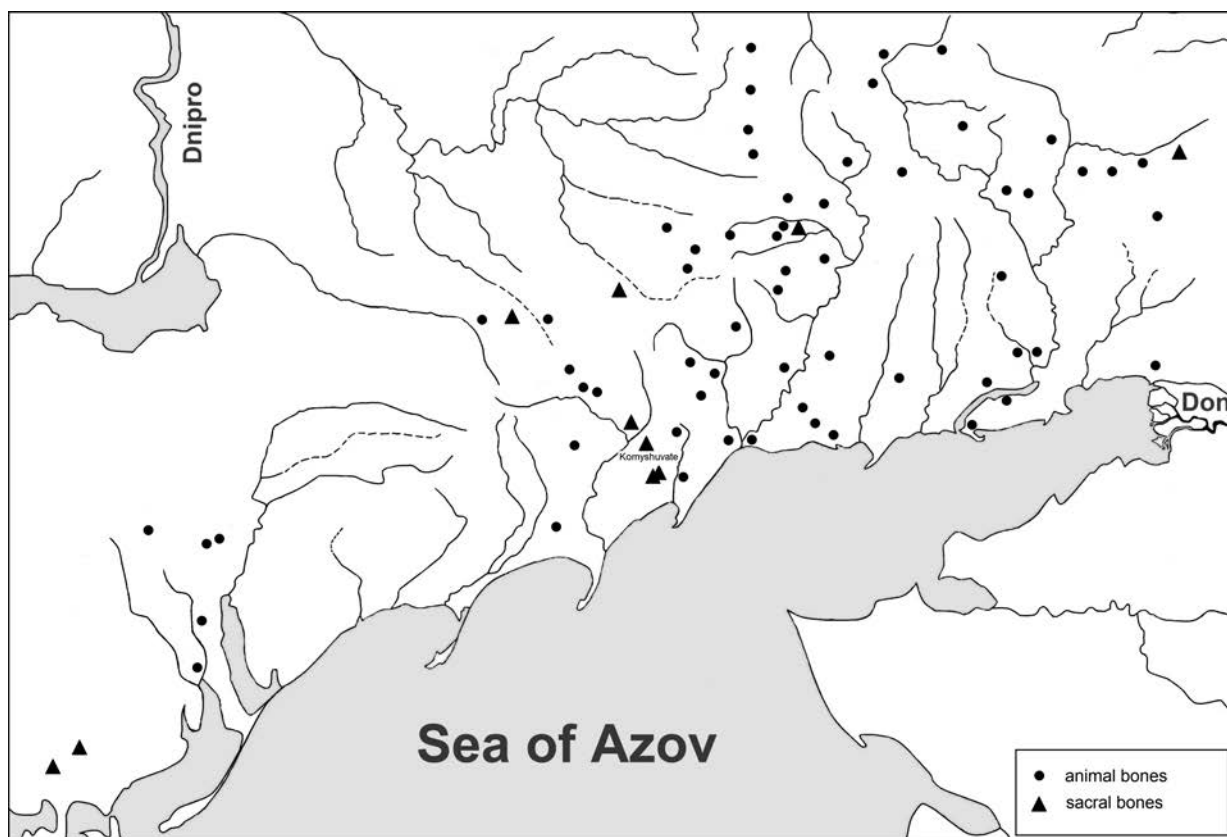 Dnipro
Don
Komyshuvate
Sea of Azov
animal bones
sacral bones